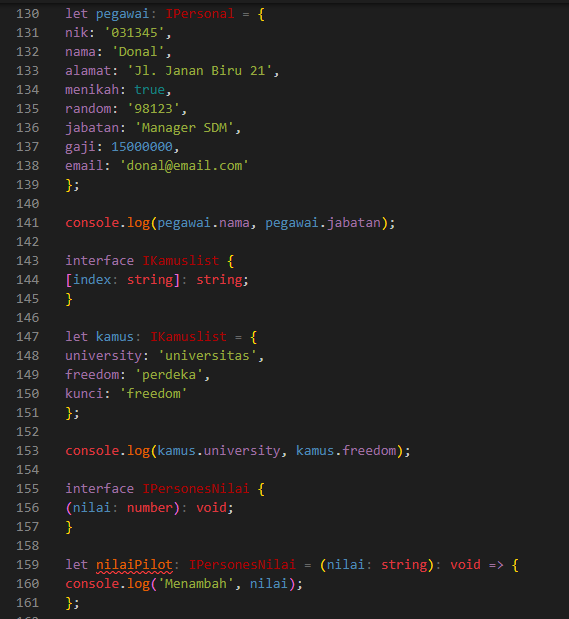 130 let pegawai: IPersonal = {
131 nik: '031345',
132 nama: 'Donal',
133 alamat: 'Jl. Janan Biru 21',
134 menikah: true,
135 random: '98123',
136 jabatan: 'Manager SDM',
137 gaji: 15000000,
138 email: 'donal@email.com'
139 };
140
141 console.log(pegawai.nama, pegawai.jabatan);
142
143 interface IKamuslist {
144 [index: string]: string;
145 }
146
147 let kamus: IKamuslist = {
148 university: 'universitas',
149 freedom: 'perdeka',
150 kunci: 'freedom'
151 };
152
153 console.log(kamus.university, kamus.freedom);
154
155 interface IPersonesNilai {
156 (nilai: number): void;
157 }
158
159 let nilaiPilot: IPersonesNilai = (nilai: string): void => {
160 console.log('Menambah', nilai);
161 };